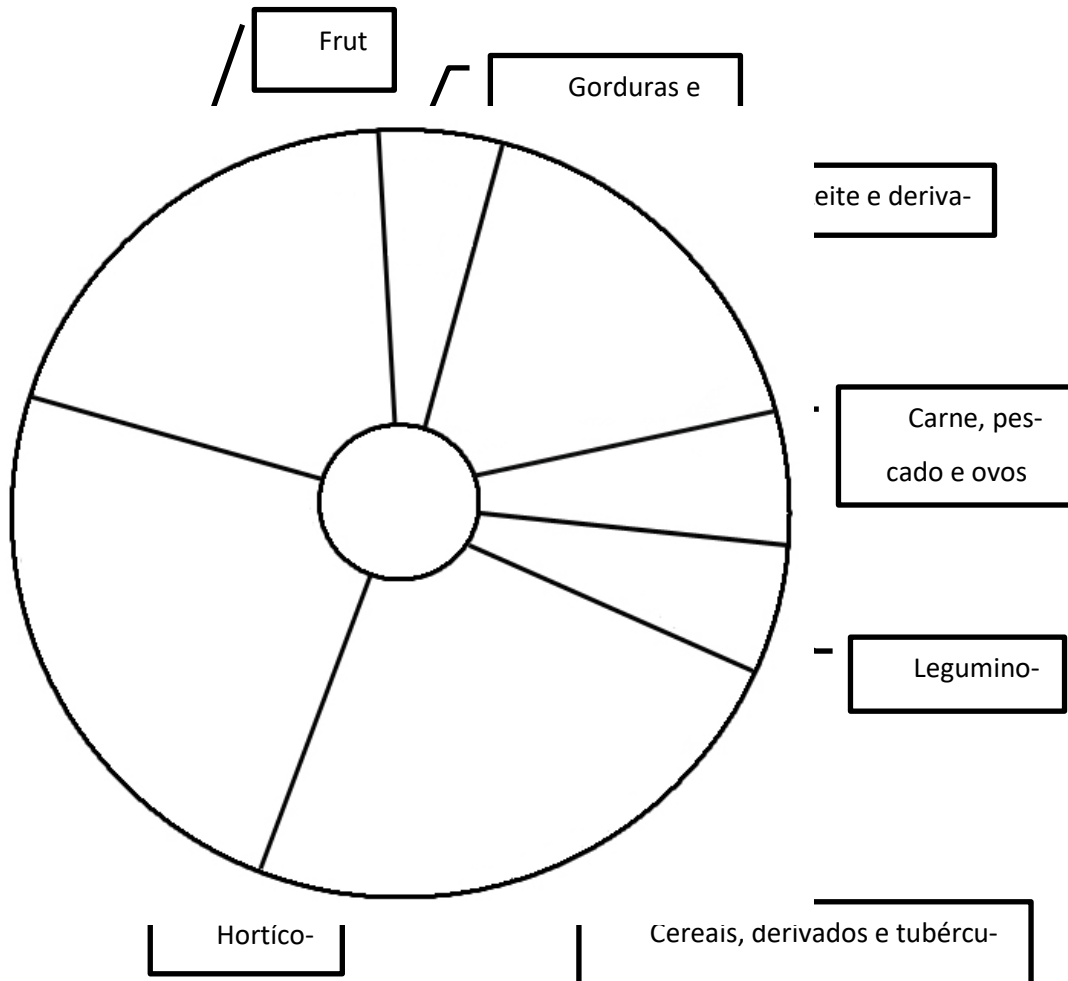 Frut
Gorduras e
eite e deriva-
Carne, pes-
cado e ovos
Legumino-
Hortíco-
Cereais, derivados e tubércu-